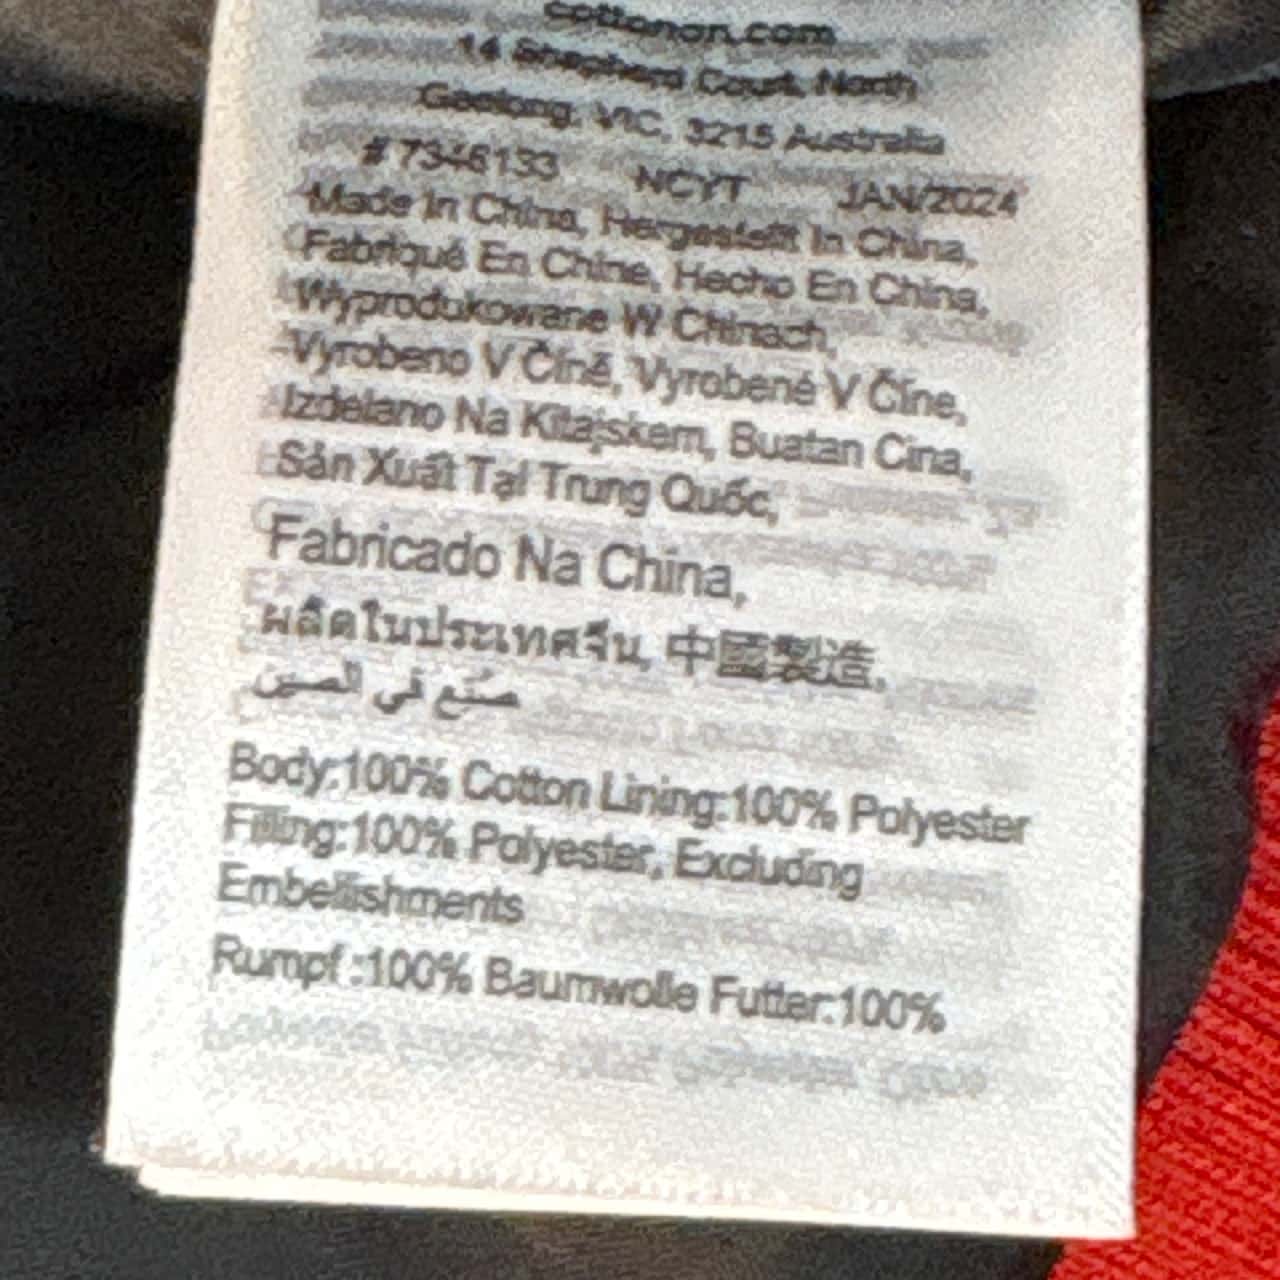 cottonon.com
14 Shepherd Court, North
Geelong, VIC, 3215 Australia
#7346133 NCYT JAN/2024
Made In China, Hergestellt In China,
Fabriqué En Chine, Hecho En China,
Wyprodukowane W Chinach,
Vyrobeno V Číně, Vyrobené V Číne,
Izdelano Na Kitajskem, Buatan Cina,
Sản Xuất Tại Trung Quốc,
Fabricado Na China,
ผลิตในประเทศจีน, 中國製造,
صنع في الصين
Body:100% Cotton Lining:100% Polyester
Filling:100% Polyester, Excluding
Embellishments
Rumpf :100% Baumwolle Futter:100%